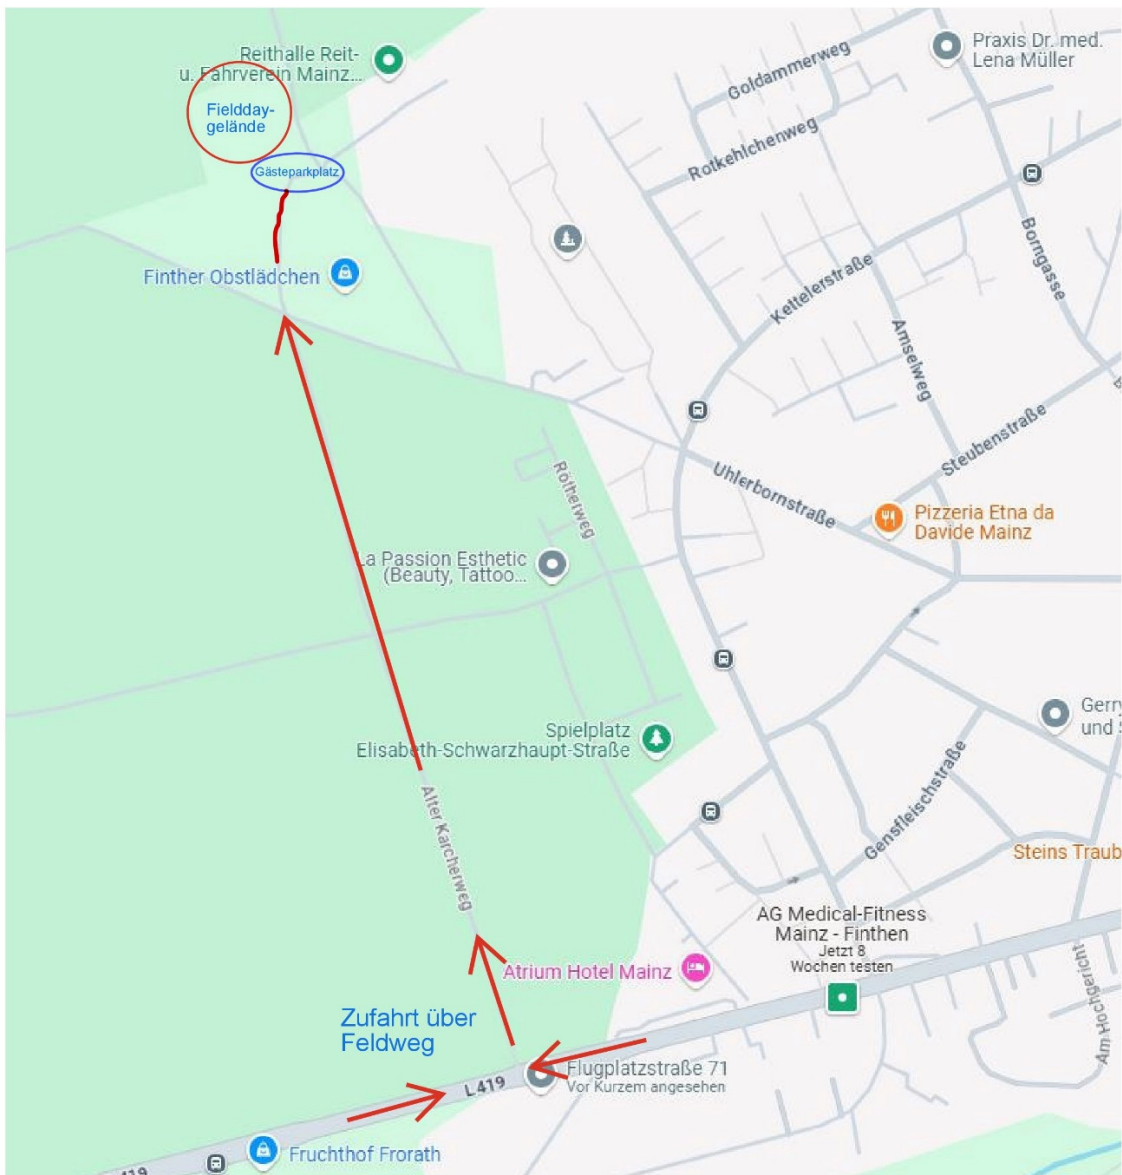 Reithalle Reit-
u. Fahrverein Mainz...
Fieldday-
gelände
Gästeparkplatz
Finther Obstlädchen
Praxis Dr. med.
Lena Müller
Goldammerweg
Rotkehlchenweg
Borngasse
Kettelerstraße
Amselweg
Steubenstraße
Uhlerbornstraße
Rötherweg
Pizzeria Etna da
Davide Mainz
La Passion Esthetic
(Beauty, Tattoo...
Spielplatz
Elisabeth-Schwarzhaupt-Straße
Gerry
Alter Karcherweg
Gensfleischstraße
Steins Traub
AG Medical-Fitness
Mainz - Finthen
Jetzt 8
Wochen testen
Atrium Hotel Mainz
Am Hochgericht
Zufahrt über
Feldweg
Flugplatzstraße 71
Vor Kurzem angesehen
L419
Fruchthof Frorath
419